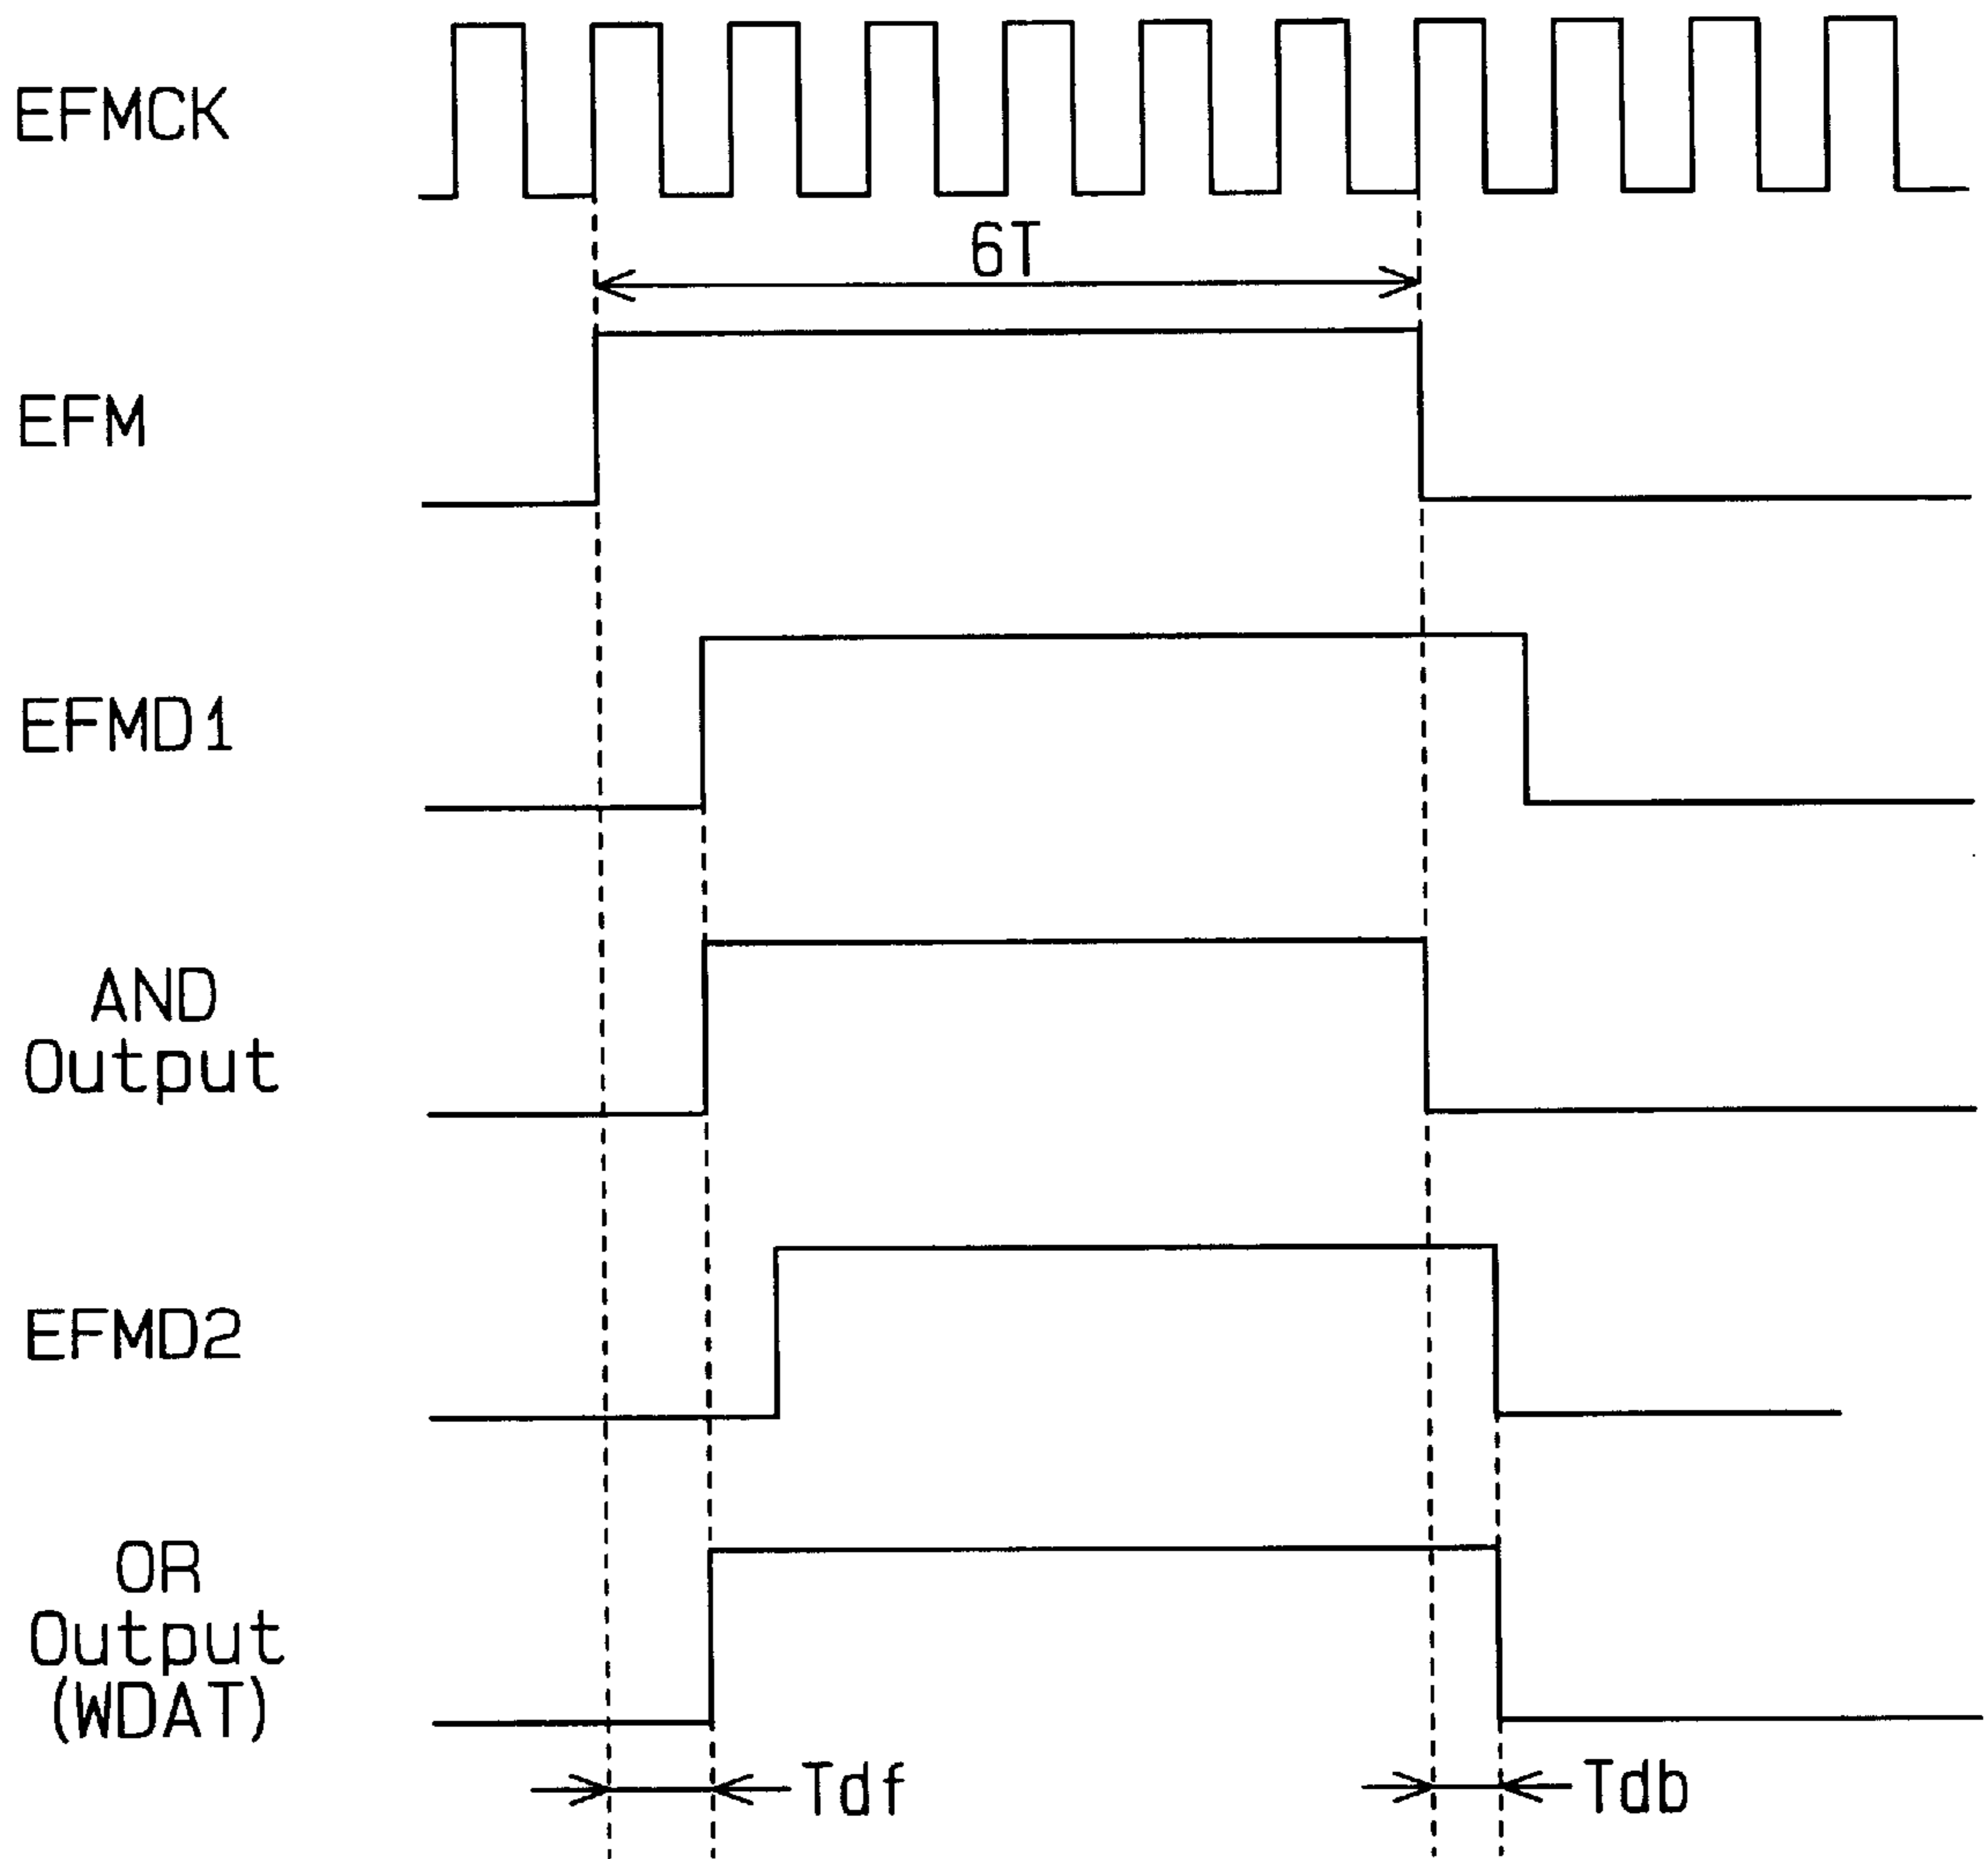 EFMCK
6T
EFM
EFMD1
AND
Output
EFMD2
OR
Output
(WDAT)
Tdf
Tdb